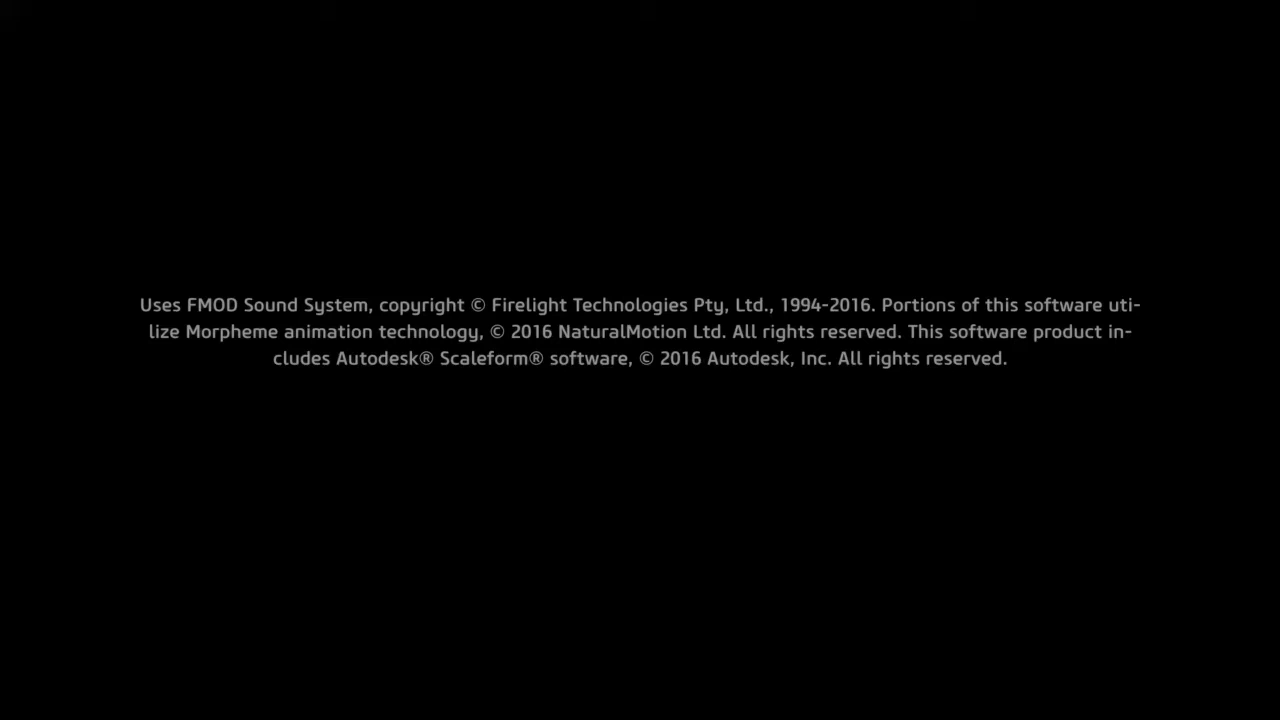 Uses FMOD Sound System, copyright © Firelight Technologies Pty, Ltd., 1994-2016. Portions of this software uti-
lize Morpheme animation technology, © 2016 NaturalMotion Ltd. All rights reserved. This software product in-
cludes Autodesk® Scaleform® software, © 2016 Autodesk, Inc. All rights reserved.